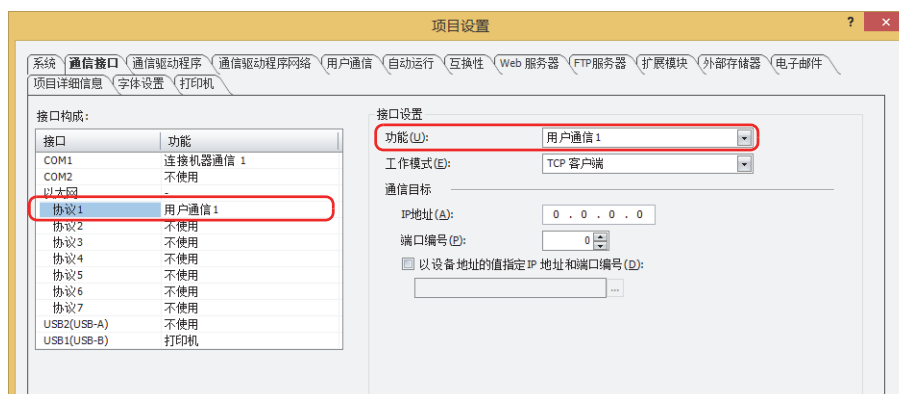 项目设置
? ×
系统 通信接口 通信驱动程序 通信驱动程序网络 用户通信 自动运行 互换性 Web 服务器 FTP服务器 扩展模块 外部存储器 电子邮件
项目详细信息 字体设置 打印机
接口构成:
接口 功能
COM1 连接机器通信 1
COM2 不使用
以太网 -
协议1 用户通信1
协议2 不使用
协议3 不使用
协议4 不使用
协议5 不使用
协议6 不使用
协议7 不使用
USB2(USB-A) 不使用
USB1(USB-B) 打印机
接口设置
功能(U): 用户通信1
工作模式(E): TCP 客户端
通信目标
IP地址(A): 0 . 0 . 0 . 0
端口编号(P): 0
以设备地址的值指定IP 地址和端口编号(D):
...